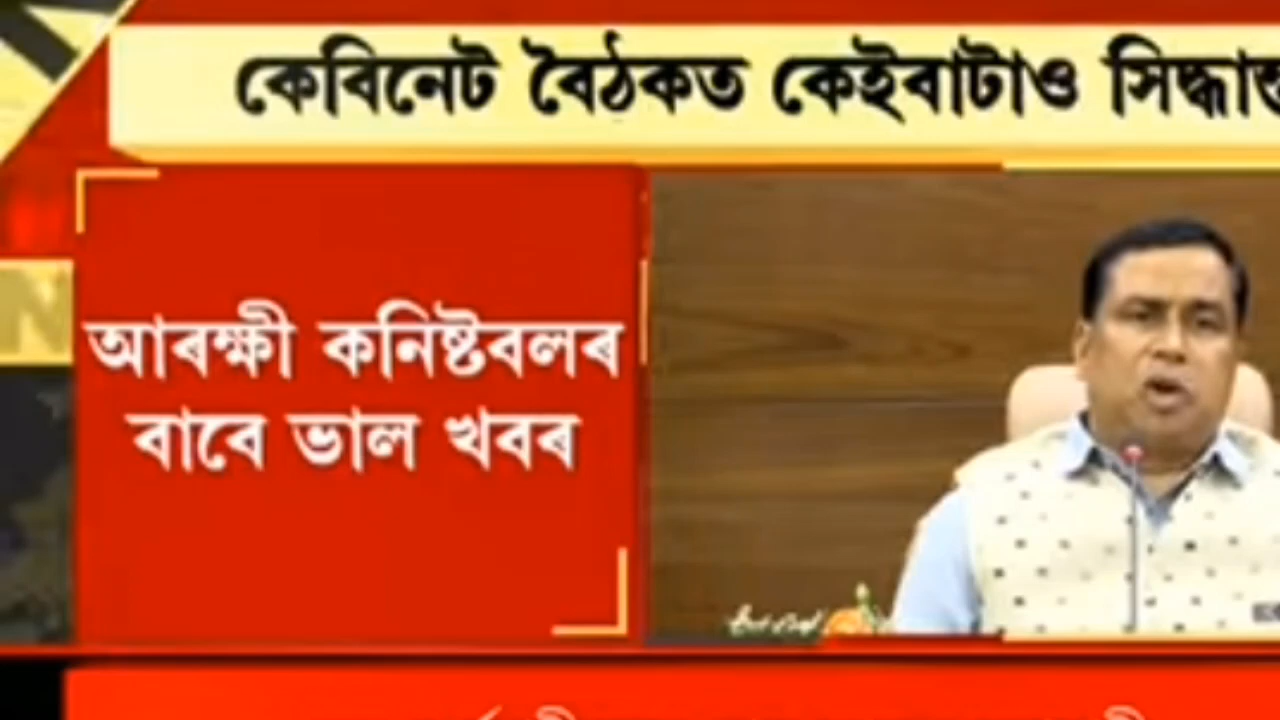 কেবিনেট বৈঠকত কেইবাটাও সিদ্ধান্ত
আৰক্ষী কনিষ্টবলৰ
বাবে ভাল খবৰ